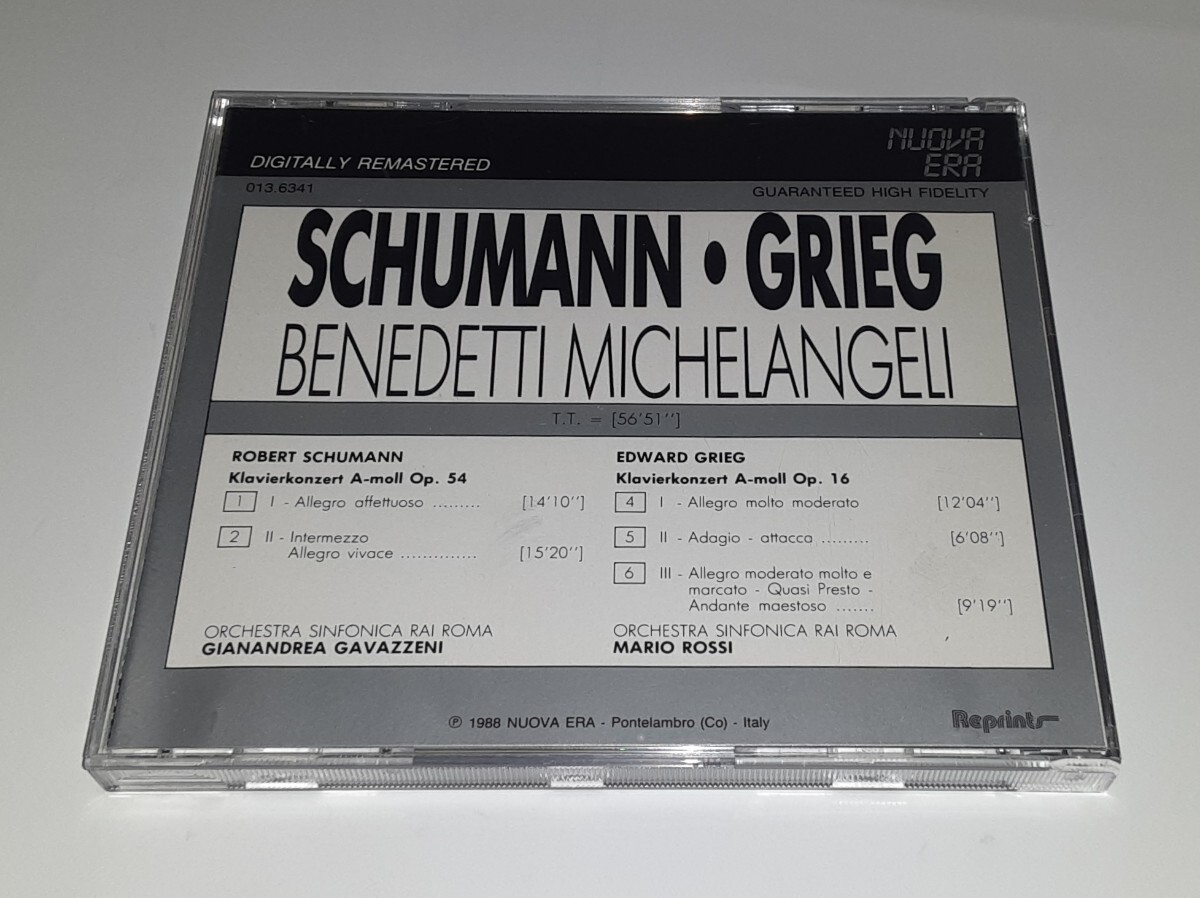 NUOVA
ERA
DIGITALLY REMASTERED
013.6341
GUARANTEED HIGH FIDELITY
SCHUMANN • GRIEG
BENEDETTI MICHELANGELI
T.T. = [56'51'']
ROBERT SCHUMANN
Klavierkonzert A-moll Op. 54
1 I - Allegro affettuoso ......... [14'10'']
2 II - Intermezzo
Allegro vivace .............. [15'20'']
ORCHESTRA SINFONICA RAI ROMA
GIANANDREA GAVAZZENI
EDWARD GRIEG
Klavierkonzert A-moll Op. 16
4 I - Allegro molto moderato [12'04'']
5 II - Adagio - attacca ......... [6'08'']
6 III - Allegro moderato molto e
marcato - Quasi Presto -
Andante maestoso ....... [9'19'']
ORCHESTRA SINFONICA RAI ROMA
MARIO ROSSI
℗ 1988 NUOVA ERA - Pontelambro (Co) - Italy
Reprints